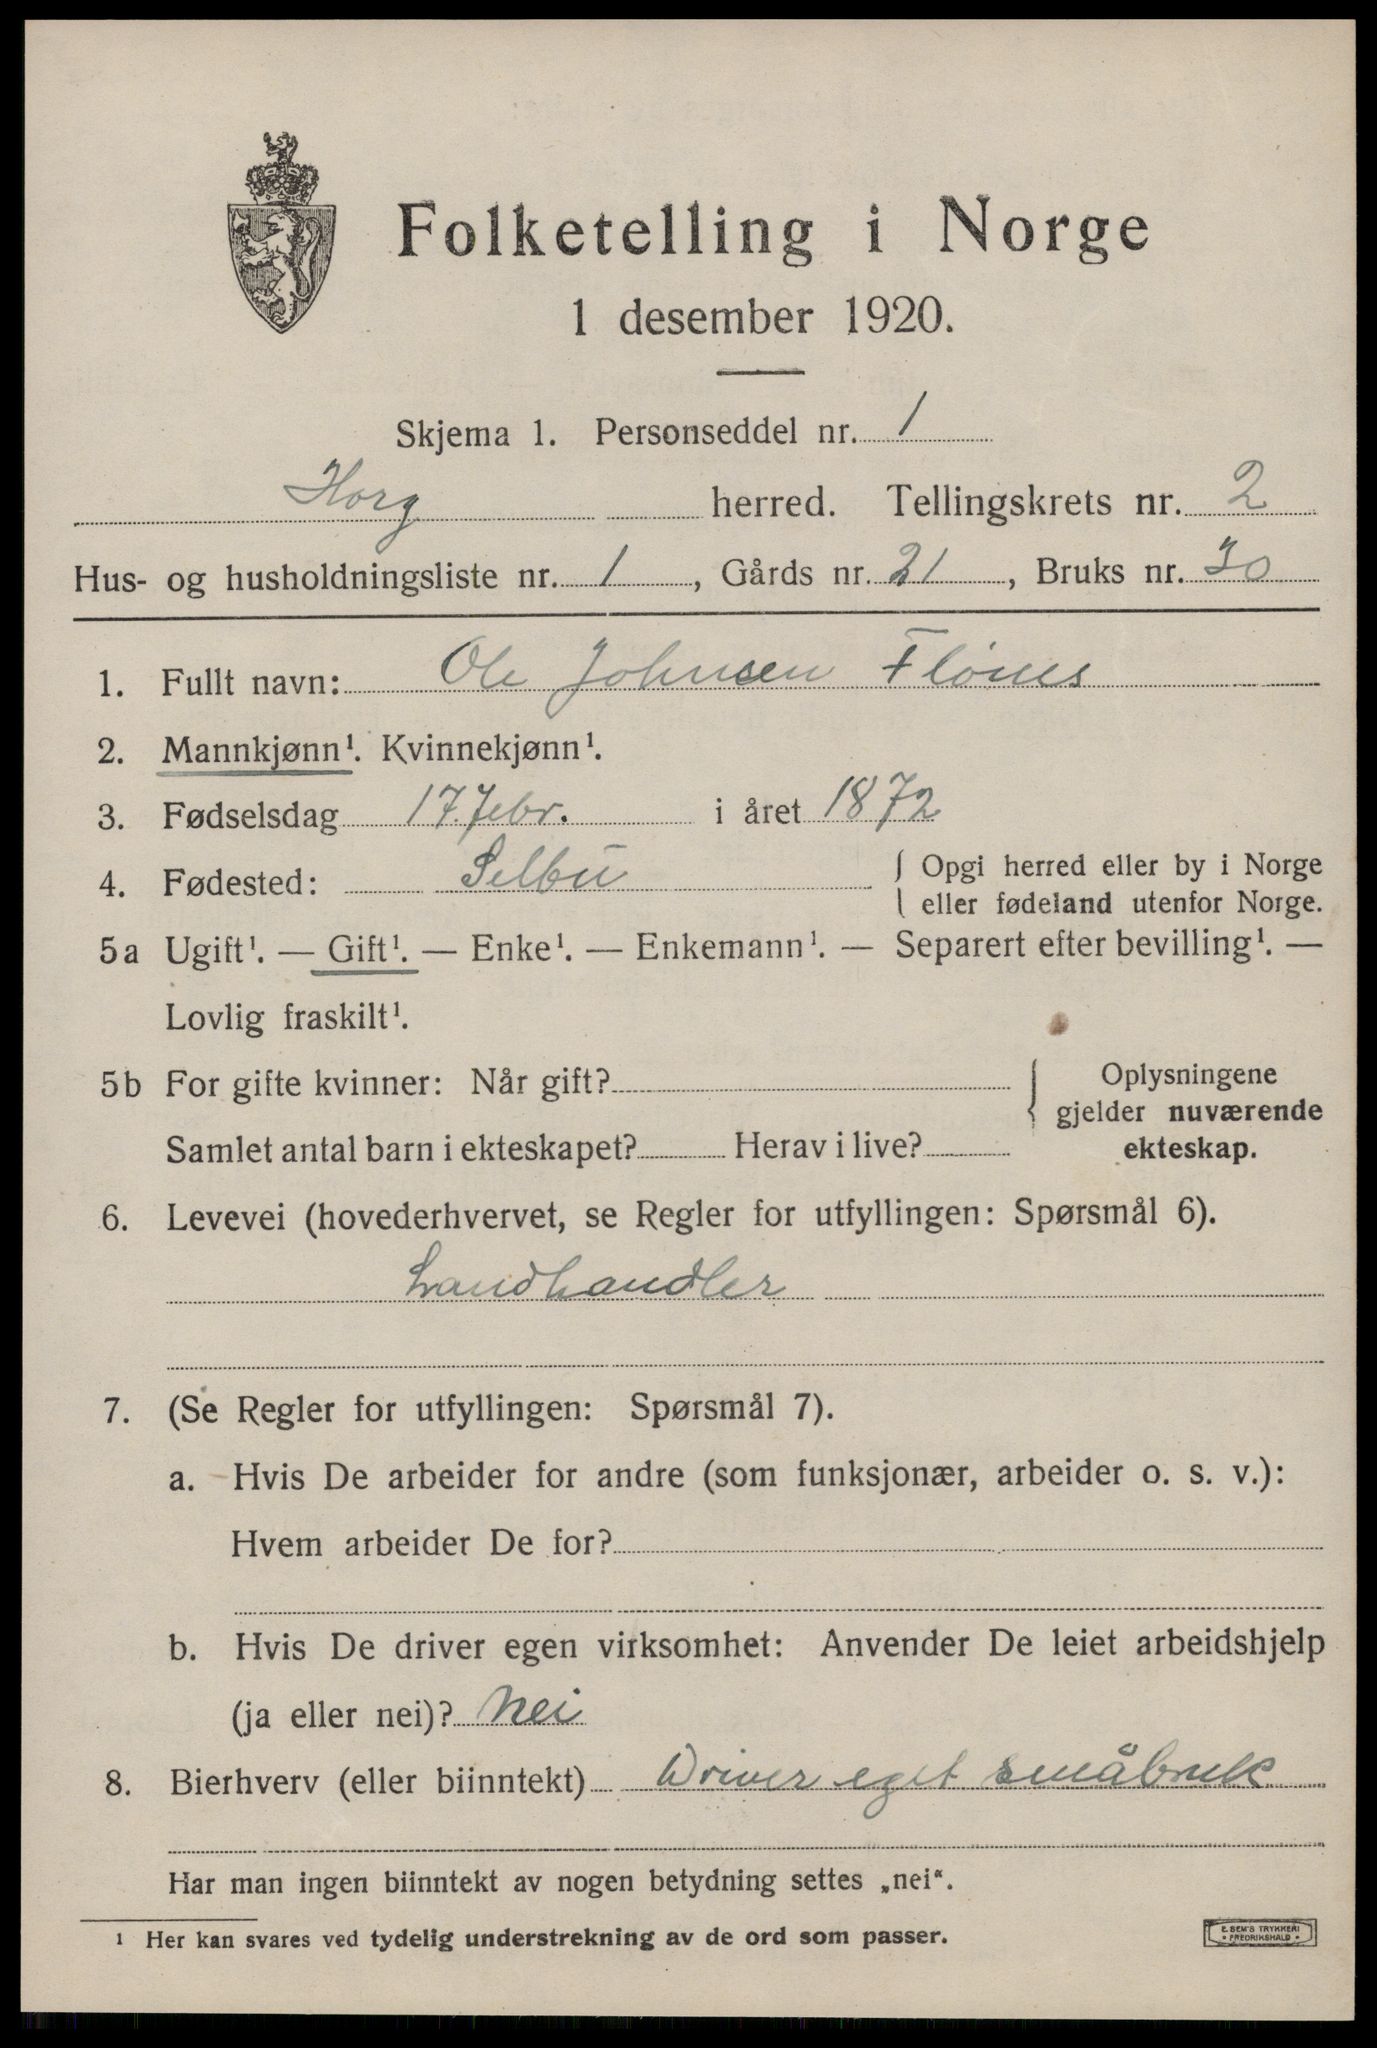 Folketelling i Norge
1 desember 1920.
Skjema 1. Personseddel nr. 1
Horg herred. Tellingskrets nr. 2
Hus- og husholdningsliste nr. 1, Gårds nr. 21, Bruks nr. 30
1. Fullt navn: Ole Johnsen Flönes
2. Mannkjønn¹. Kvinnekjønn¹.
3. Fødselsdag 17. febr. i året 1872
4. Fødested: Selbu { Opgi herred eller by i Norge
eller fødeland utenfor Norge.
5a Ugift¹. — Gift¹. — Enke¹. — Enkemann¹. — Separert efter bevilling¹. —
Lovlig fraskilt¹.
5b For gifte kvinner: Når gift? { Oplysningene
gjelder nuværende
Samlet antal barn i ekteskapet? Herav i live? ekteskap.
6. Levevei (hovederhvervet, se Regler for utfyllingen: Spørsmål 6).
Landhandler
7. (Se Regler for utfyllingen: Spørsmål 7).
a. Hvis De arbeider for andre (som funksjonær, arbeider o. s. v.):
Hvem arbeider De for?
b. Hvis De driver egen virksomhet: Anvender De leiet arbeidshjelp
(ja eller nei)? Nei
8. Bierhverv (eller biinntekt) Driver eget småbruk
Har man ingen biinntekt av nogen betydning settes „nei“.
¹ Her kan svares ved tydelig understrekning av de ord som passer.
E. SEM'S TRYKKERI
• FREDRIKSHALD •